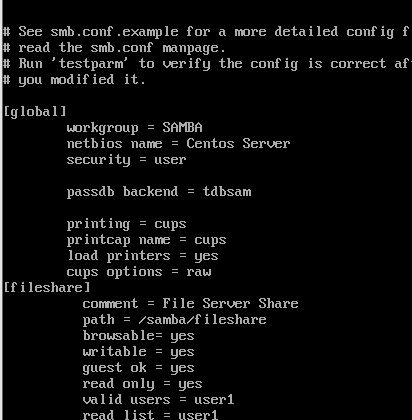 # See smb.conf.example for a more detailed config f
# read the smb.conf manpage.
# Run 'testparm' to verify the config is correct af
# you modified it.
[global]
workgroup = SAMBA
netbios name = Centos Server
security = user
passdb backend = tdbsam
printing = cups
printcap name = cups
load printers = yes
cups options = raw
[fileshare]
comment = File Server Share
path = /samba/fileshare
browsable= yes
writable = yes
guest ok = yes
read only = yes
valid users = user1
read list = user1